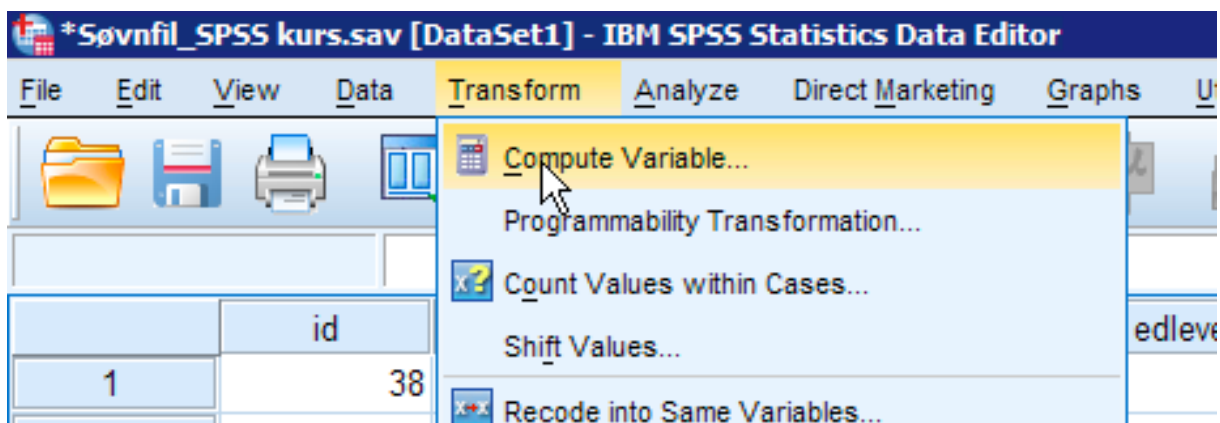 *Søvnfil_SPSS kurs.sav [DataSet1] - IBM SPSS Statistics Data Editor
File Edit View Data Transform Analyze Direct Marketing Graphs
Compute Variable...
Programmability Transformation...
Count Values within Cases...
id edleve
Shift Values...
1 38
Recode into Same Variables...